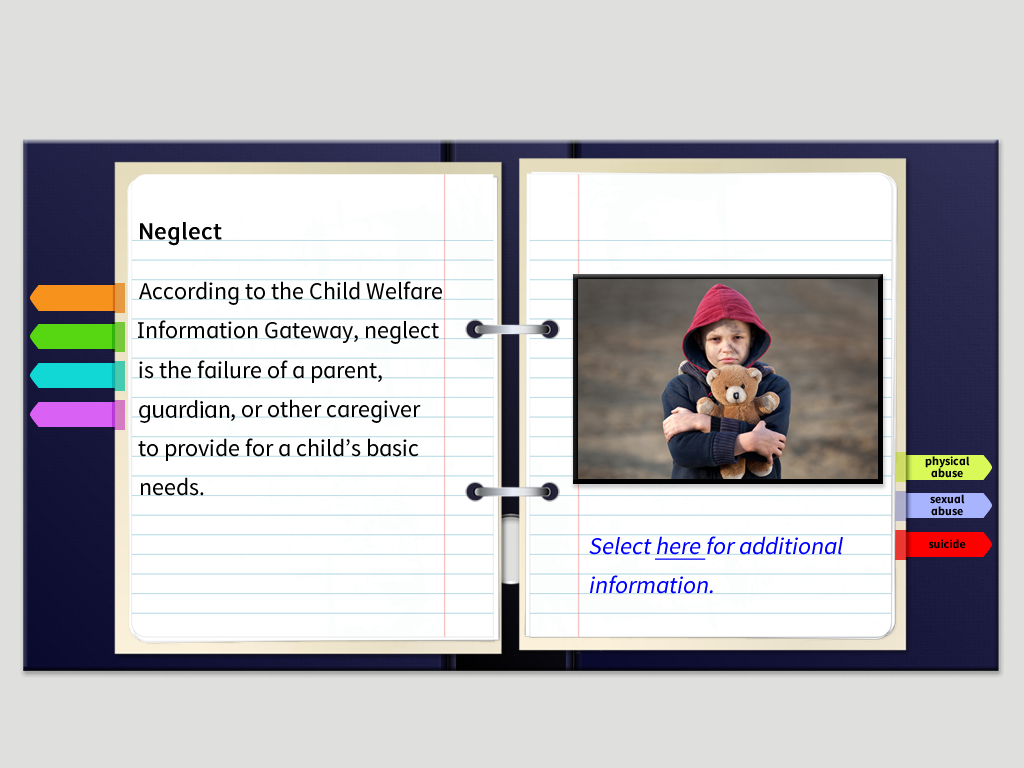 Neglect
According to the Child Welfare
Information Gateway, neglect
is the failure of a parent,
guardian, or other caregiver
to provide for a child’s basic
needs.
Select here for additional
information.
physical
abuse
sexual
abuse
suicide